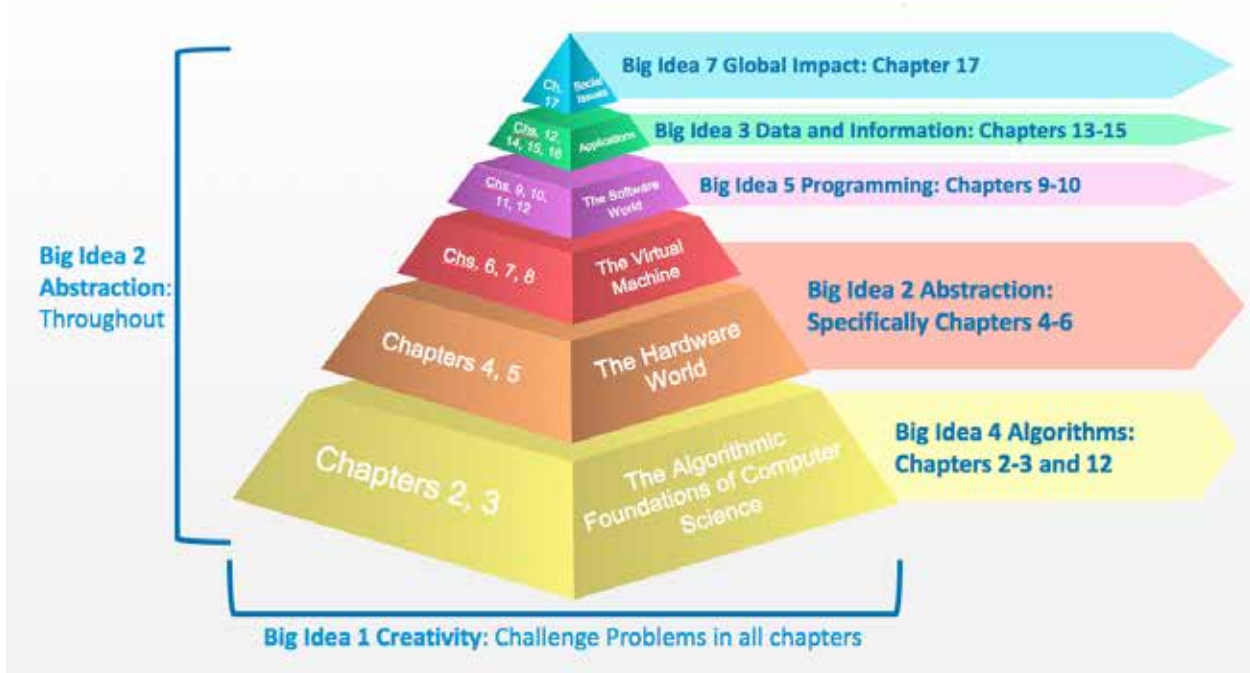 Ch.
17
Social
Issues
Big Idea 7 Global Impact: Chapter 17
Chs. 12,
14, 15, 16
Applications
Big Idea 3 Data and Information: Chapters 13-15
Chs. 9, 10,
11, 12
The Software
World
Big Idea 5 Programming: Chapters 9-10
Big Idea 2
Abstraction:
Throughout
Chs. 6, 7, 8
The Virtual
Machine
Big Idea 2 Abstraction:
Specifically Chapters 4-6
Chapters 4, 5
The Hardware
World
Chapters 2, 3
The Algorithmic
Foundations of Computer
Science
Big Idea 4 Algorithms:
Chapters 2-3 and 12
Big Idea 1 Creativity: Challenge Problems in all chapters